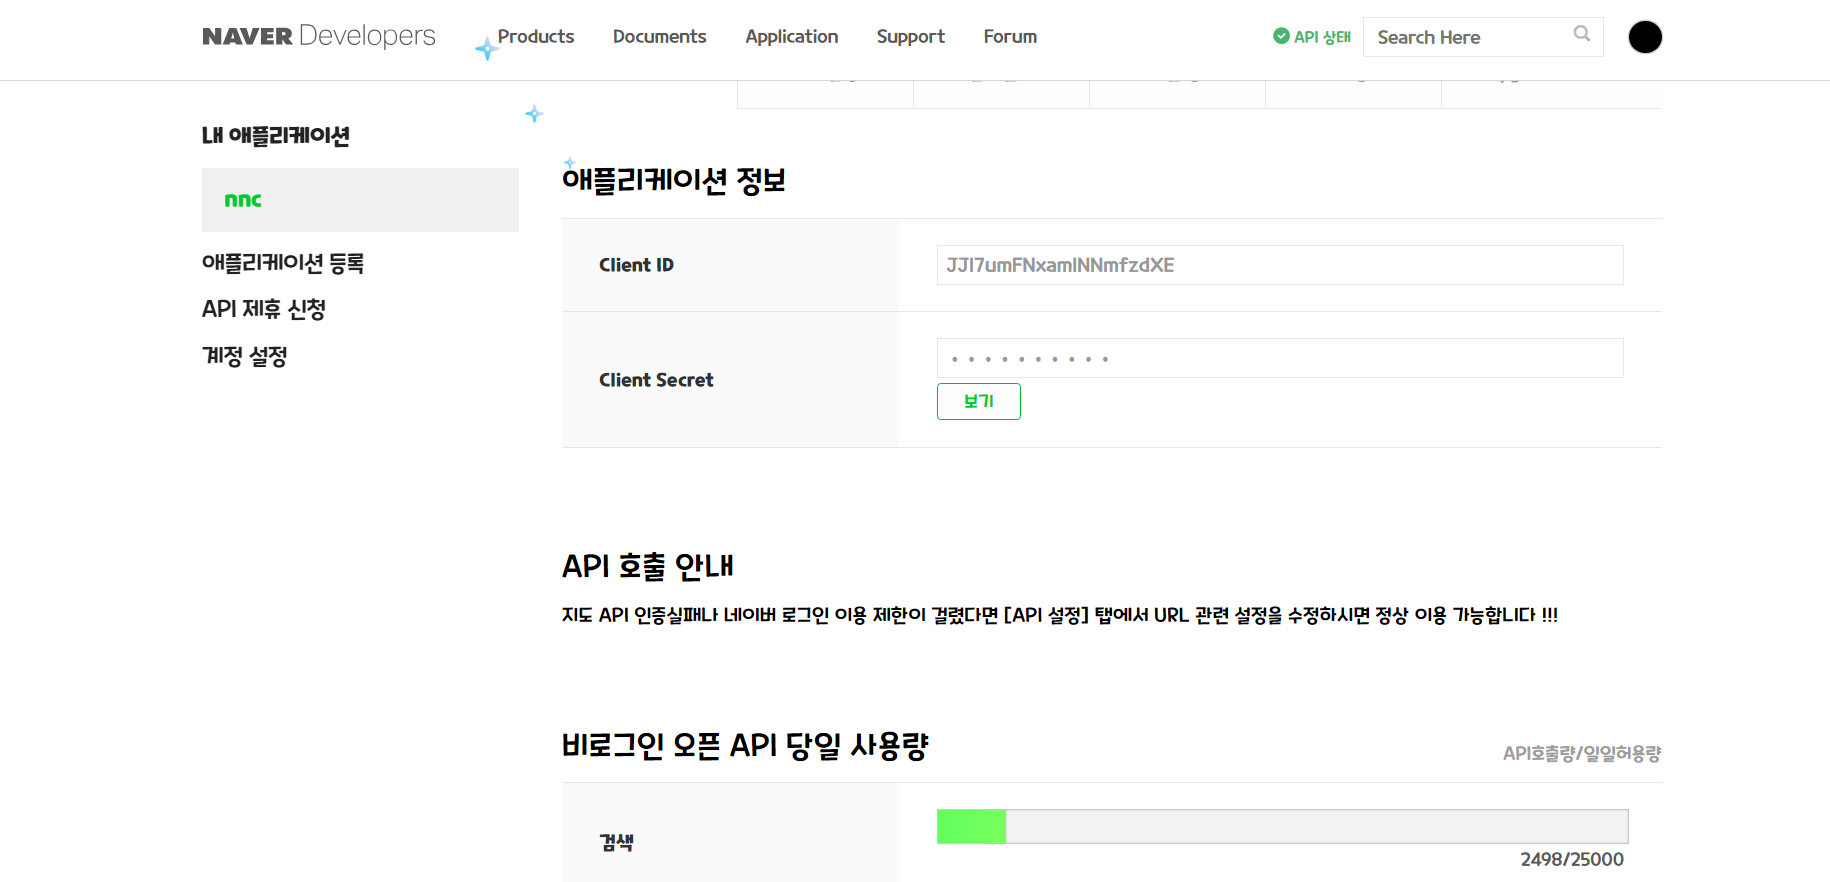 NAVER Developers
Products
Documents
Application
Support
Forum
API 상태
Search Here
내 애플리케이션
nnc
애플리케이션 등록
API 제휴 신청
계정 설정
애플리케이션 정보
Client ID
JJI7umFNxamINNmfzdXE
Client Secret
보기
API 호출 안내
지도 API 인증실패나 네이버 로그인 이용 제한이 걸렸다면 [API 설정] 탭에서 URL 관련 설정을 수정하시면 정상 이용 가능합니다 !!!
비로그인 오픈 API 당일 사용량
API호출량/일일허용량
검색
2498/25000